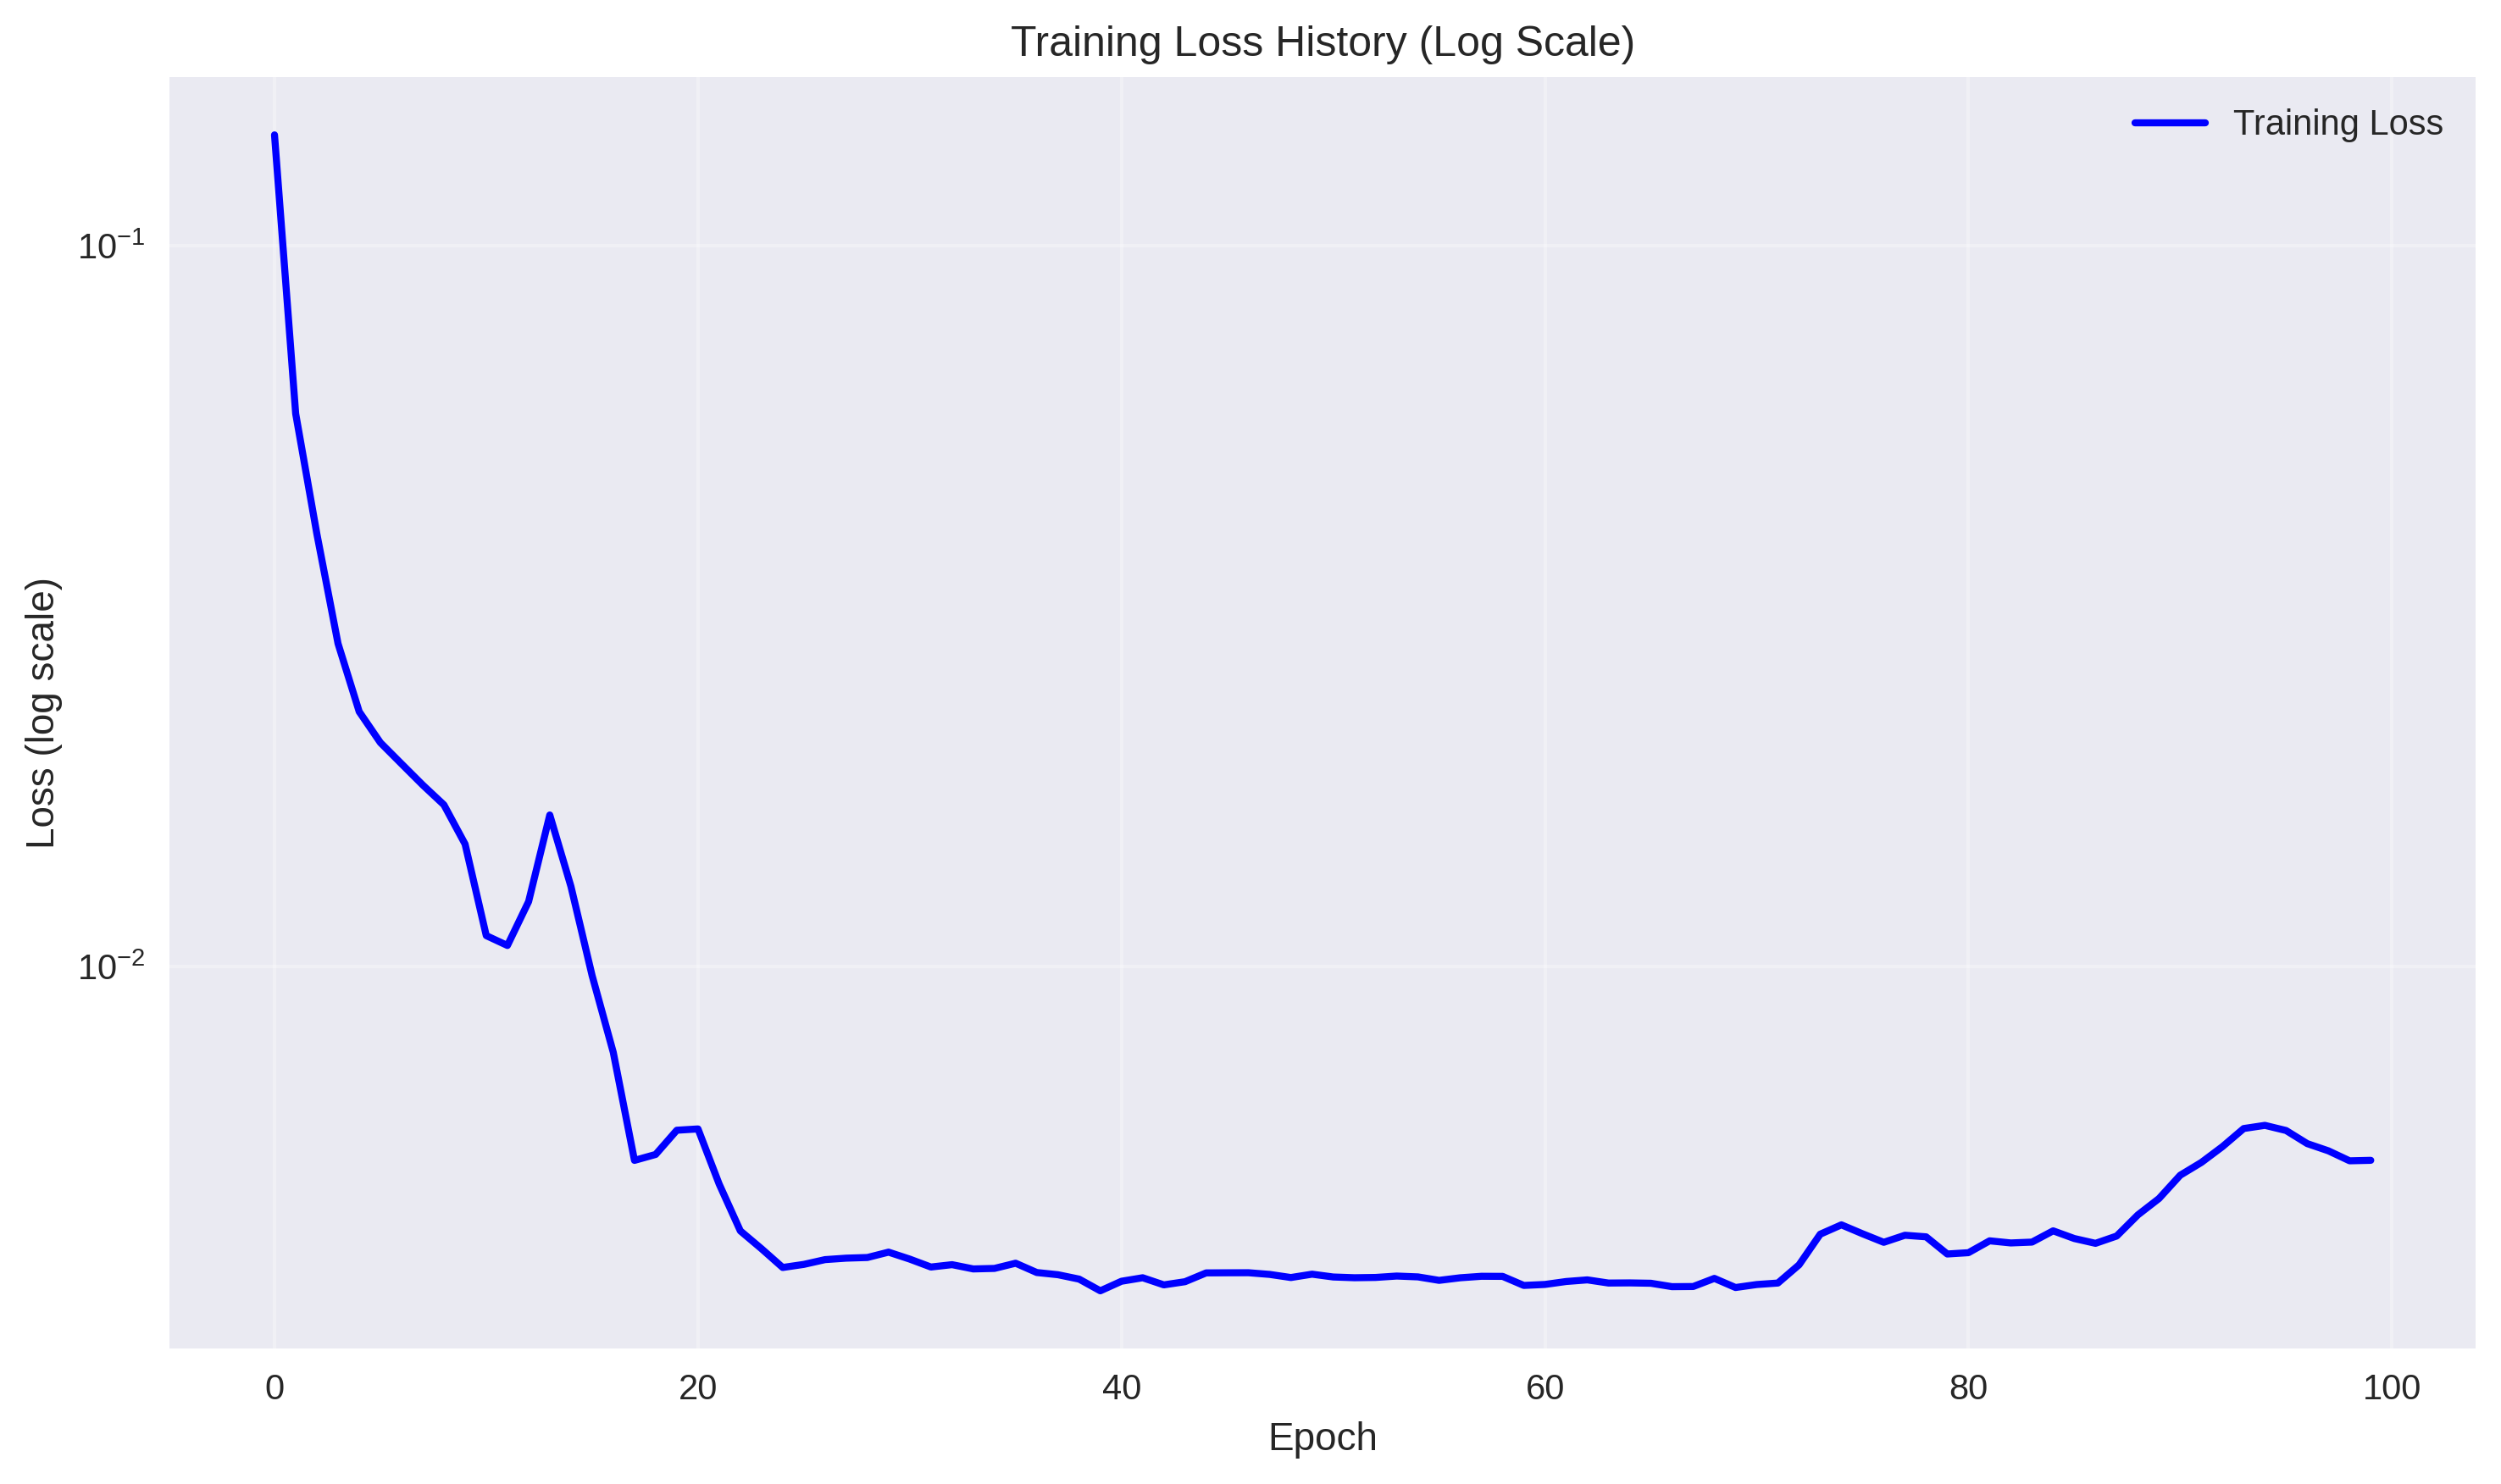 Training Loss History (Log Scale)
Training Loss
Loss (log scale)
10⁻¹
10⁻²
0 20 40 60 80 100
Epoch